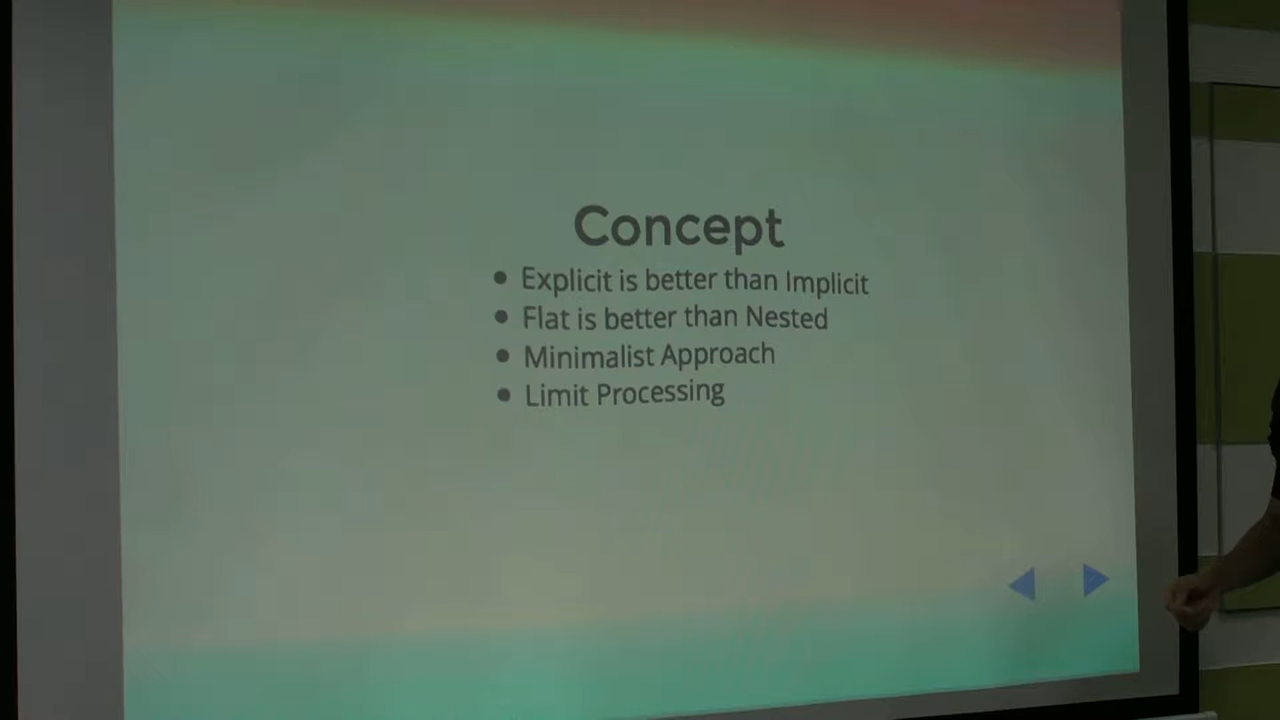 Concept
• Explicit is better than Implicit
• Flat is better than Nested
• Minimalist Approach
• Limit Processing